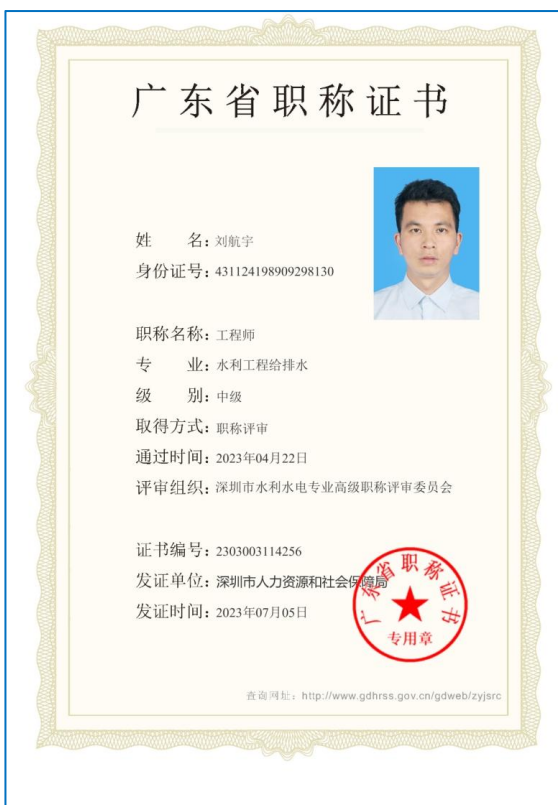 广东省职称证书
姓 名：刘航宇
身份证号：431124198909298130
职称名称：工程师
专 业：水利工程给排水
级 别：中级
取得方式：职称评审
通过时间：2023年04月22日
评审组织：深圳市水利水电专业高级职称评审委员会
证书编号：2303003114256
发证单位：深圳市人力资源和社会保障局
发证时间：2023年07月05日
广东省职称证书
专用章
查询网址：http://www.gdhrss.gov.cn/gdweb/zyjsrc